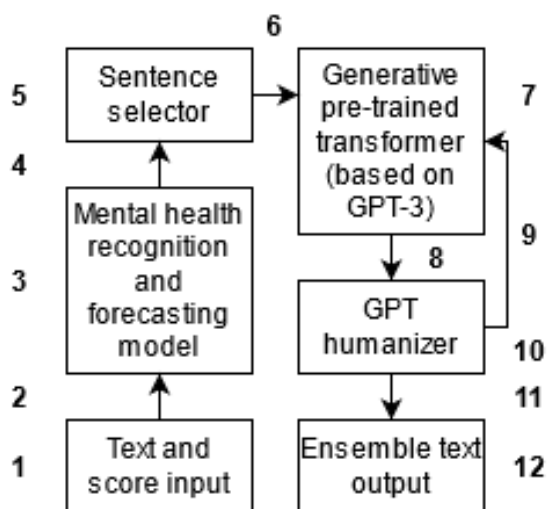 6
5
Sentence
selector
Generative
pre-trained
transformer
(based on
GPT-3)
7
4
3
Mental health
recognition
and
forecasting
model
8
9
GPT
humanizer
10
2
11
1
Text and
score input
Ensemble text
output
12